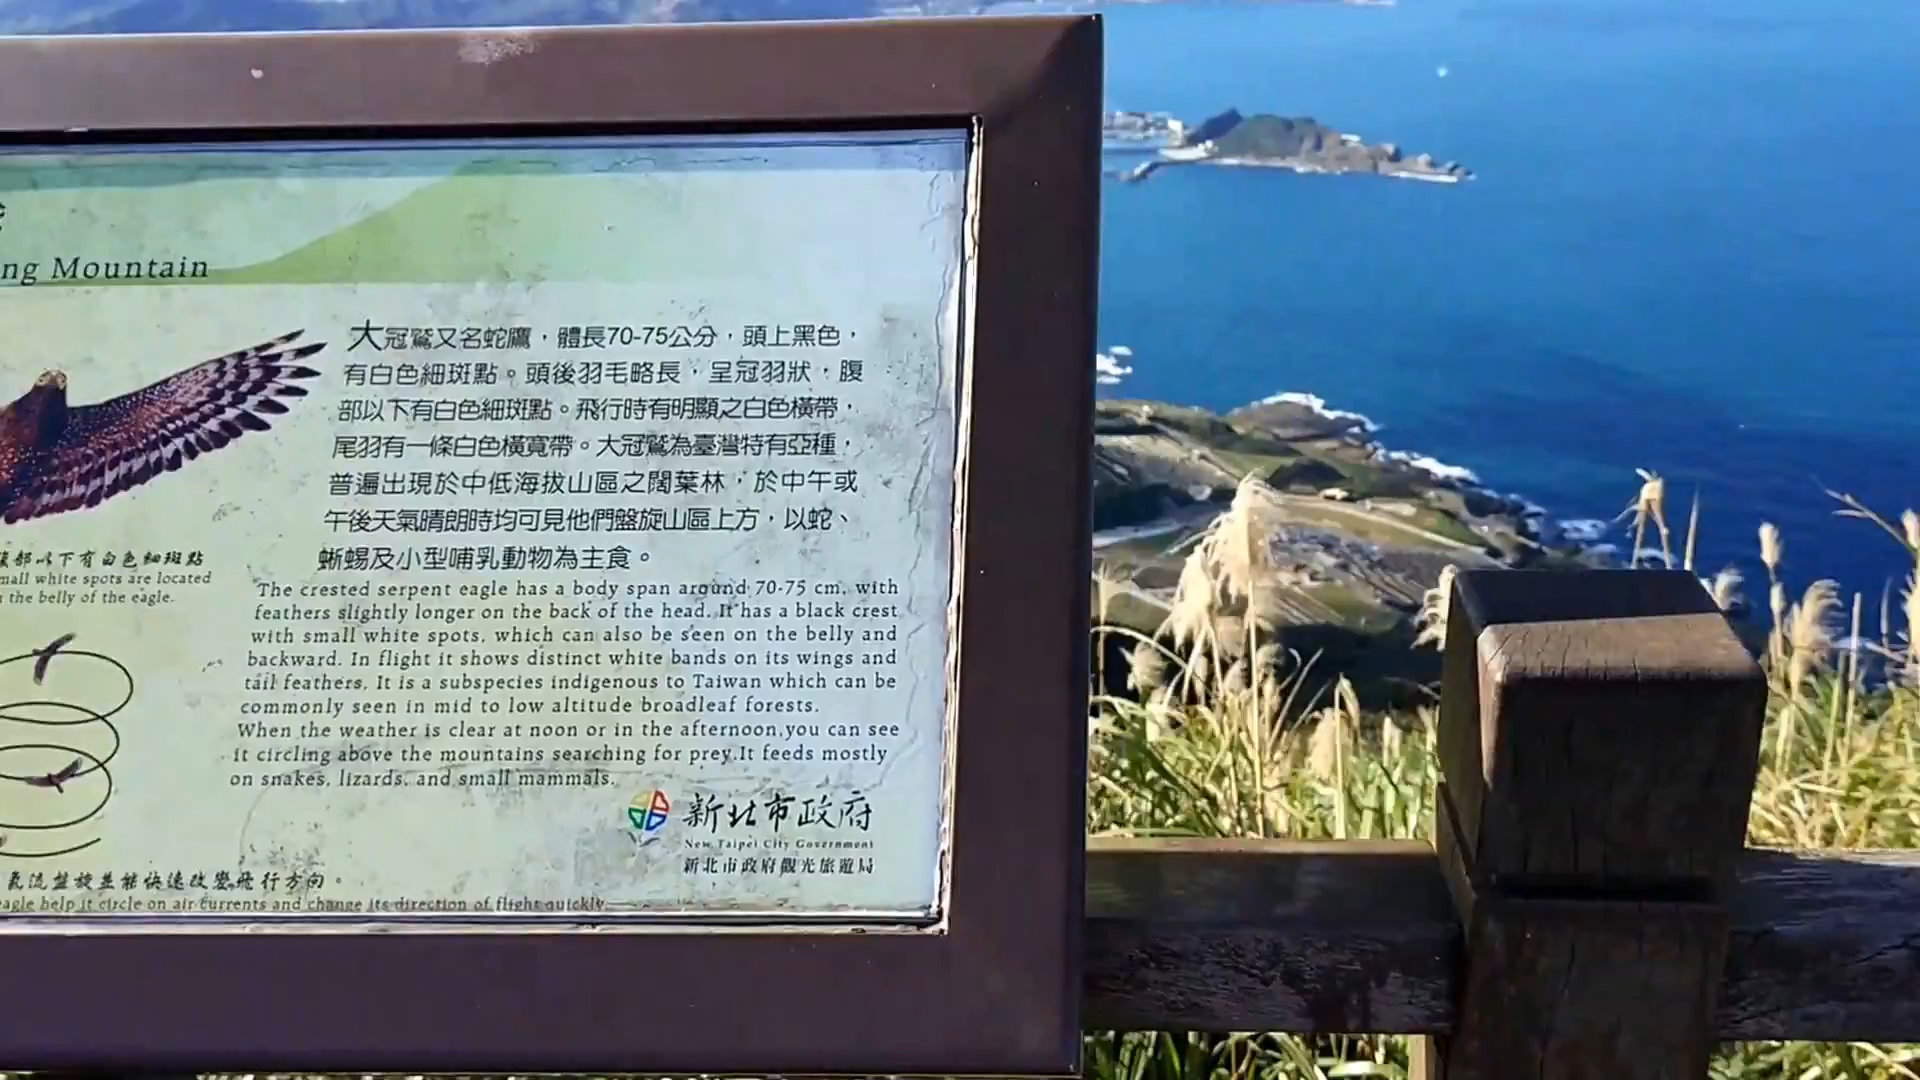 ng Mountain
大冠鷲又名蛇鷹，體長70-75公分，頭上黑色，
有白色細斑點。頭後羽毛略長，呈冠羽狀，腹
部以下有白色細斑點。飛行時有明顯之白色橫帶，
尾羽有一條白色橫寬帶。大冠鷲為臺灣特有亞種，
普遍出現於中低海拔山區之闊葉林，於中午或
午後天氣晴朗時均可見他們盤旋山區上方，以蛇、
蜥蜴及小型哺乳動物為主食。
部以下有白色細斑點
mall white spots are located
the belly of the eagle.
The crested serpent eagle has a body span around 70-75 cm, with
feathers slightly longer on the back of the head. It has a black crest
with small white spots, which can also be seen on the belly and
backward. In flight it shows distinct white bands on its wings and
tail feathers. It is a subspecies indigenous to Taiwan which can be
commonly seen in mid to low altitude broadleaf forests.
When the weather is clear at noon or in the afternoon,you can see
it circling above the mountains searching for prey.It feeds mostly
on snakes, lizards, and small mammals.
新北市政府
New Taipei City Government
新北市政府觀光旅遊局
氣流盤旋並能快速改變飛行方向。
eagle help it circle on air currents and change its direction of flight quickly.